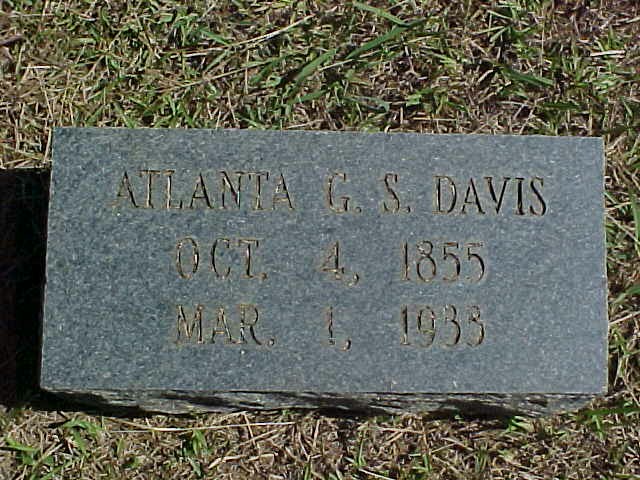 ATLANTA G. S. DAVIS
OCT. 4, 1855
MAR. 1, 1933